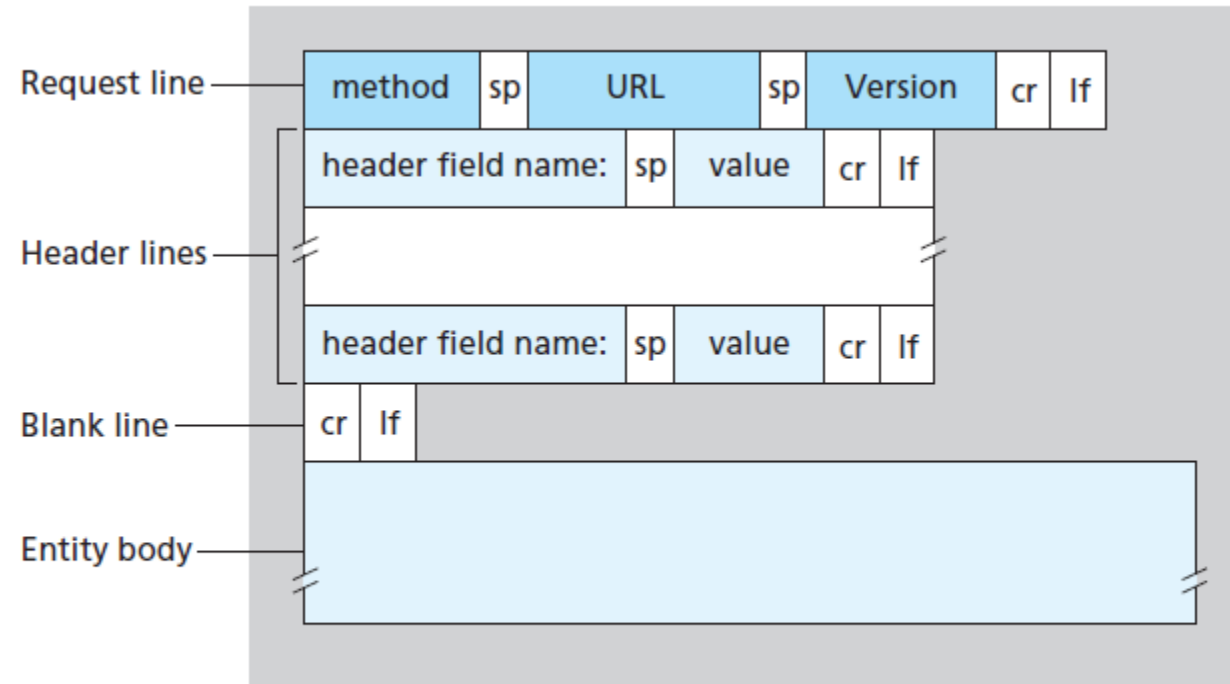 Request line method sp URL sp Version cr lf
header field name: sp value cr lf
Header lines
header field name: sp value cr lf
Blank line cr lf
Entity body